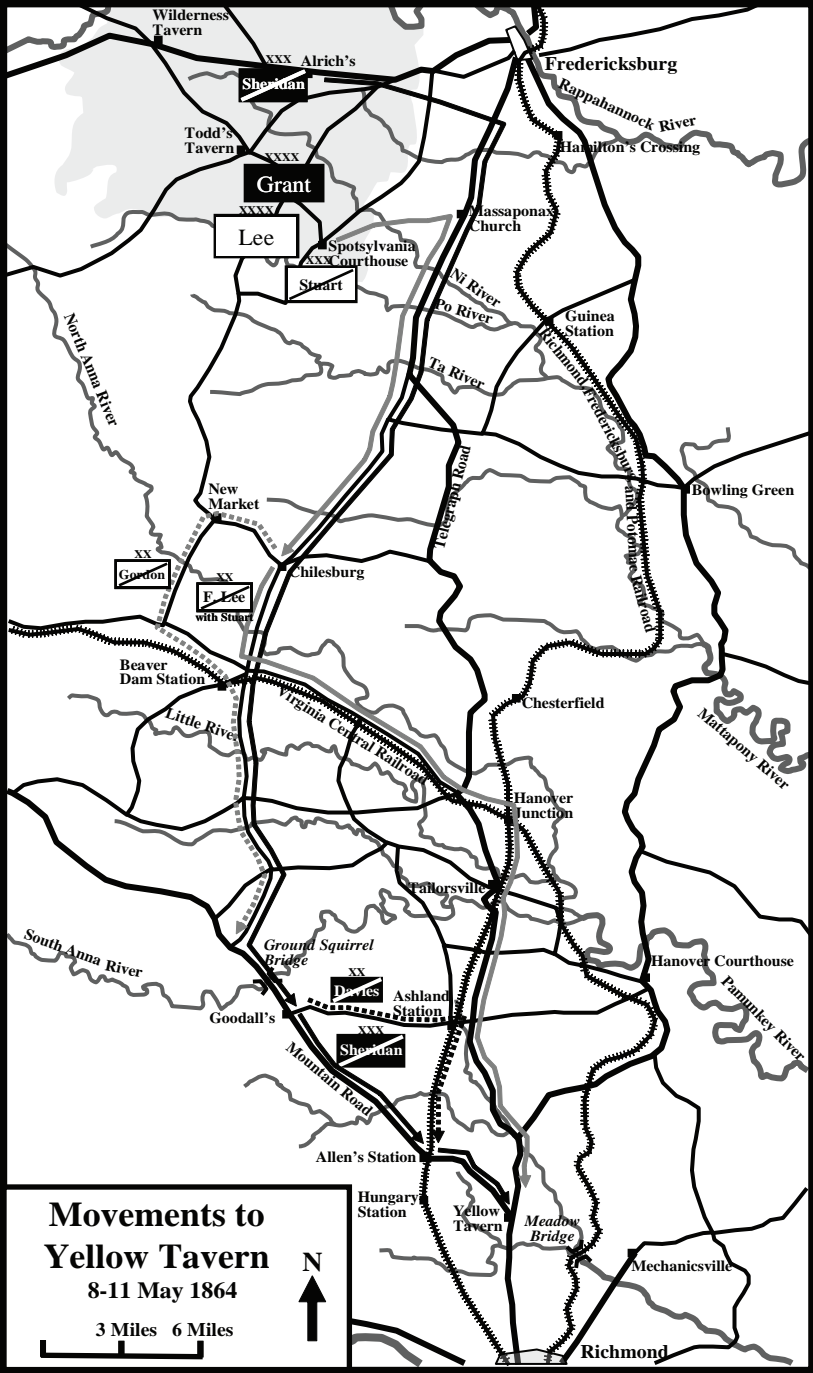 Wilderness
Tavern
XXX
Alrich's
Sheridan
Fredericksburg
Rappahannock River
Todd's
Tavern
Hamilton's Crossing
XXXX
Grant
XXXX
Lee
Massaponax
Church
Spotsylvania
Courthouse
XXX
Stuart
Ni River
Po River
Guinea
Station
North Anna River
Ta River
Richmond Fredericksburg and Potomac Railroad
Telegraph Road
New
Market
Bowling Green
XX
Gordon
XX
F. Lee
with Stuart
Chilesburg
Beaver
Dam Station
Little Rive
Virginia Central Railroad
Chesterfield
Mattapony River
Hanover
Junction
Tailorsville
South Anna River
Ground Squirrel
Bridge
Hanover Courthouse
XX
Davies
Ashland
Station
Pamunkey River
Goodall's
XXX
Sheridan
Mountain Road
Allen's Station
Hungary
Station
Yellow
Tavern
Meadow
Bridge
Mechanicsville
Richmond
Movements to
Yellow Tavern
8-11 May 1864
N
3 Miles 6 Miles